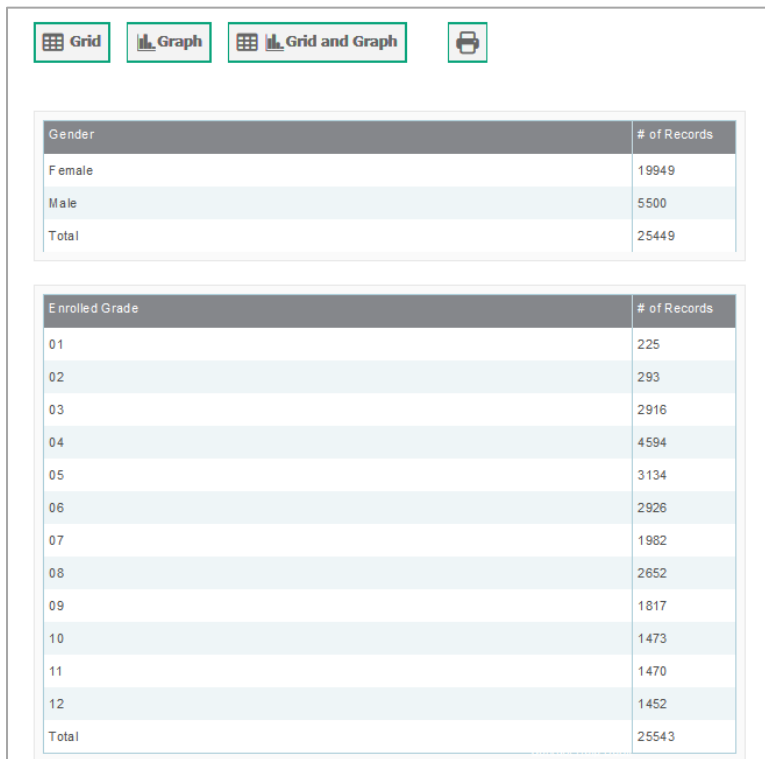 Grid Graph Grid and Graph
Gender # of Records
Female 19949
Male 5500
Total 25449
Enrolled Grade # of Records
01 225
02 293
03 2916
04 4594
05 3134
06 2926
07 1982
08 2652
09 1817
10 1473
11 1470
12 1452
Total 25543